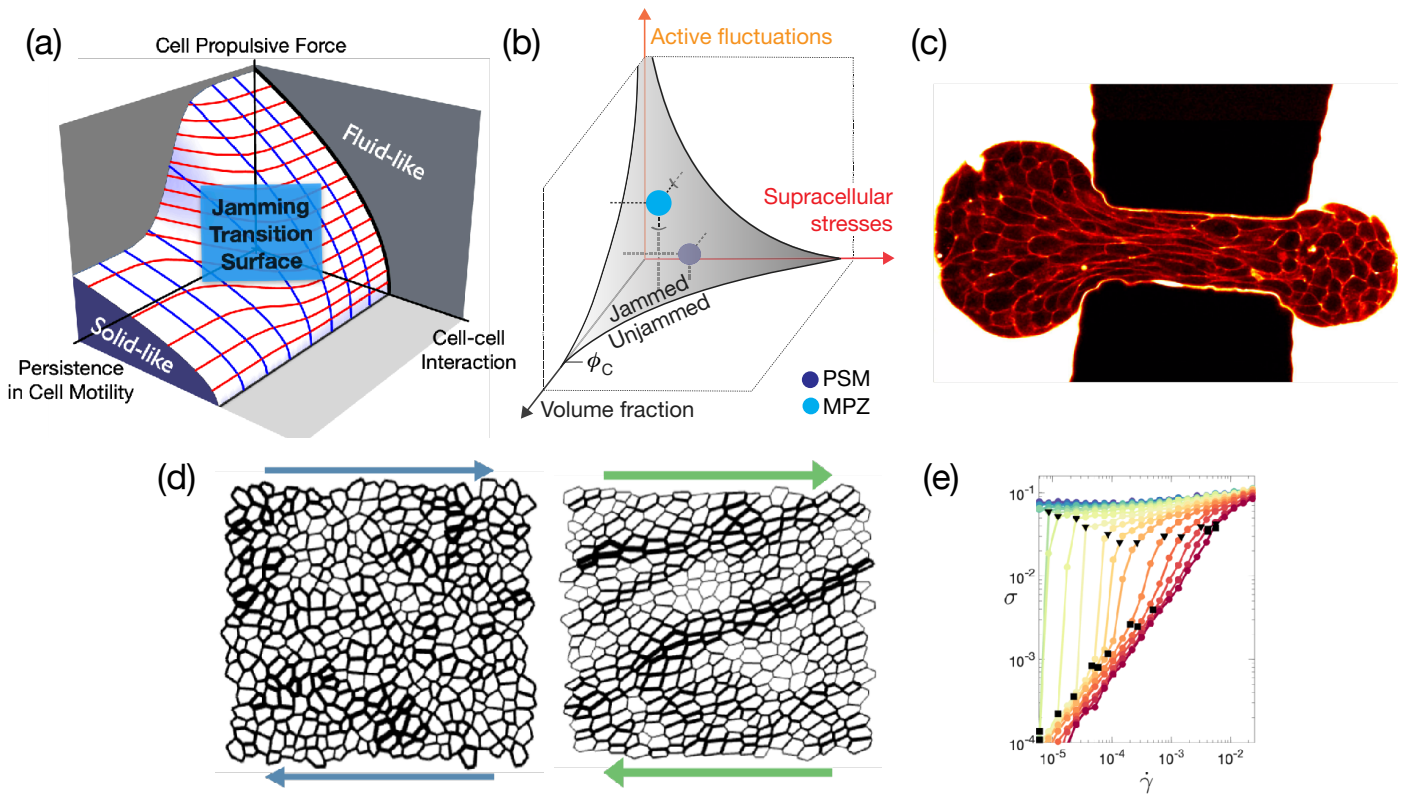 (a)
Cell Propulsive Force
Fluid-like
Jamming
Transition
Surface
Solid-like
Cell-cell
Interaction
Persistence
in Cell Motility
(b)
Active fluctuations
Supracellular
stresses
Jammed
Unjammed
ϕC
Volume fraction
PSM
MPZ
(c)
(d)
(e)
10⁻¹
10⁻²
σ
10⁻³
10⁻⁴
10⁻⁵ 10⁻⁴ 10⁻³ 10⁻²
γ̇